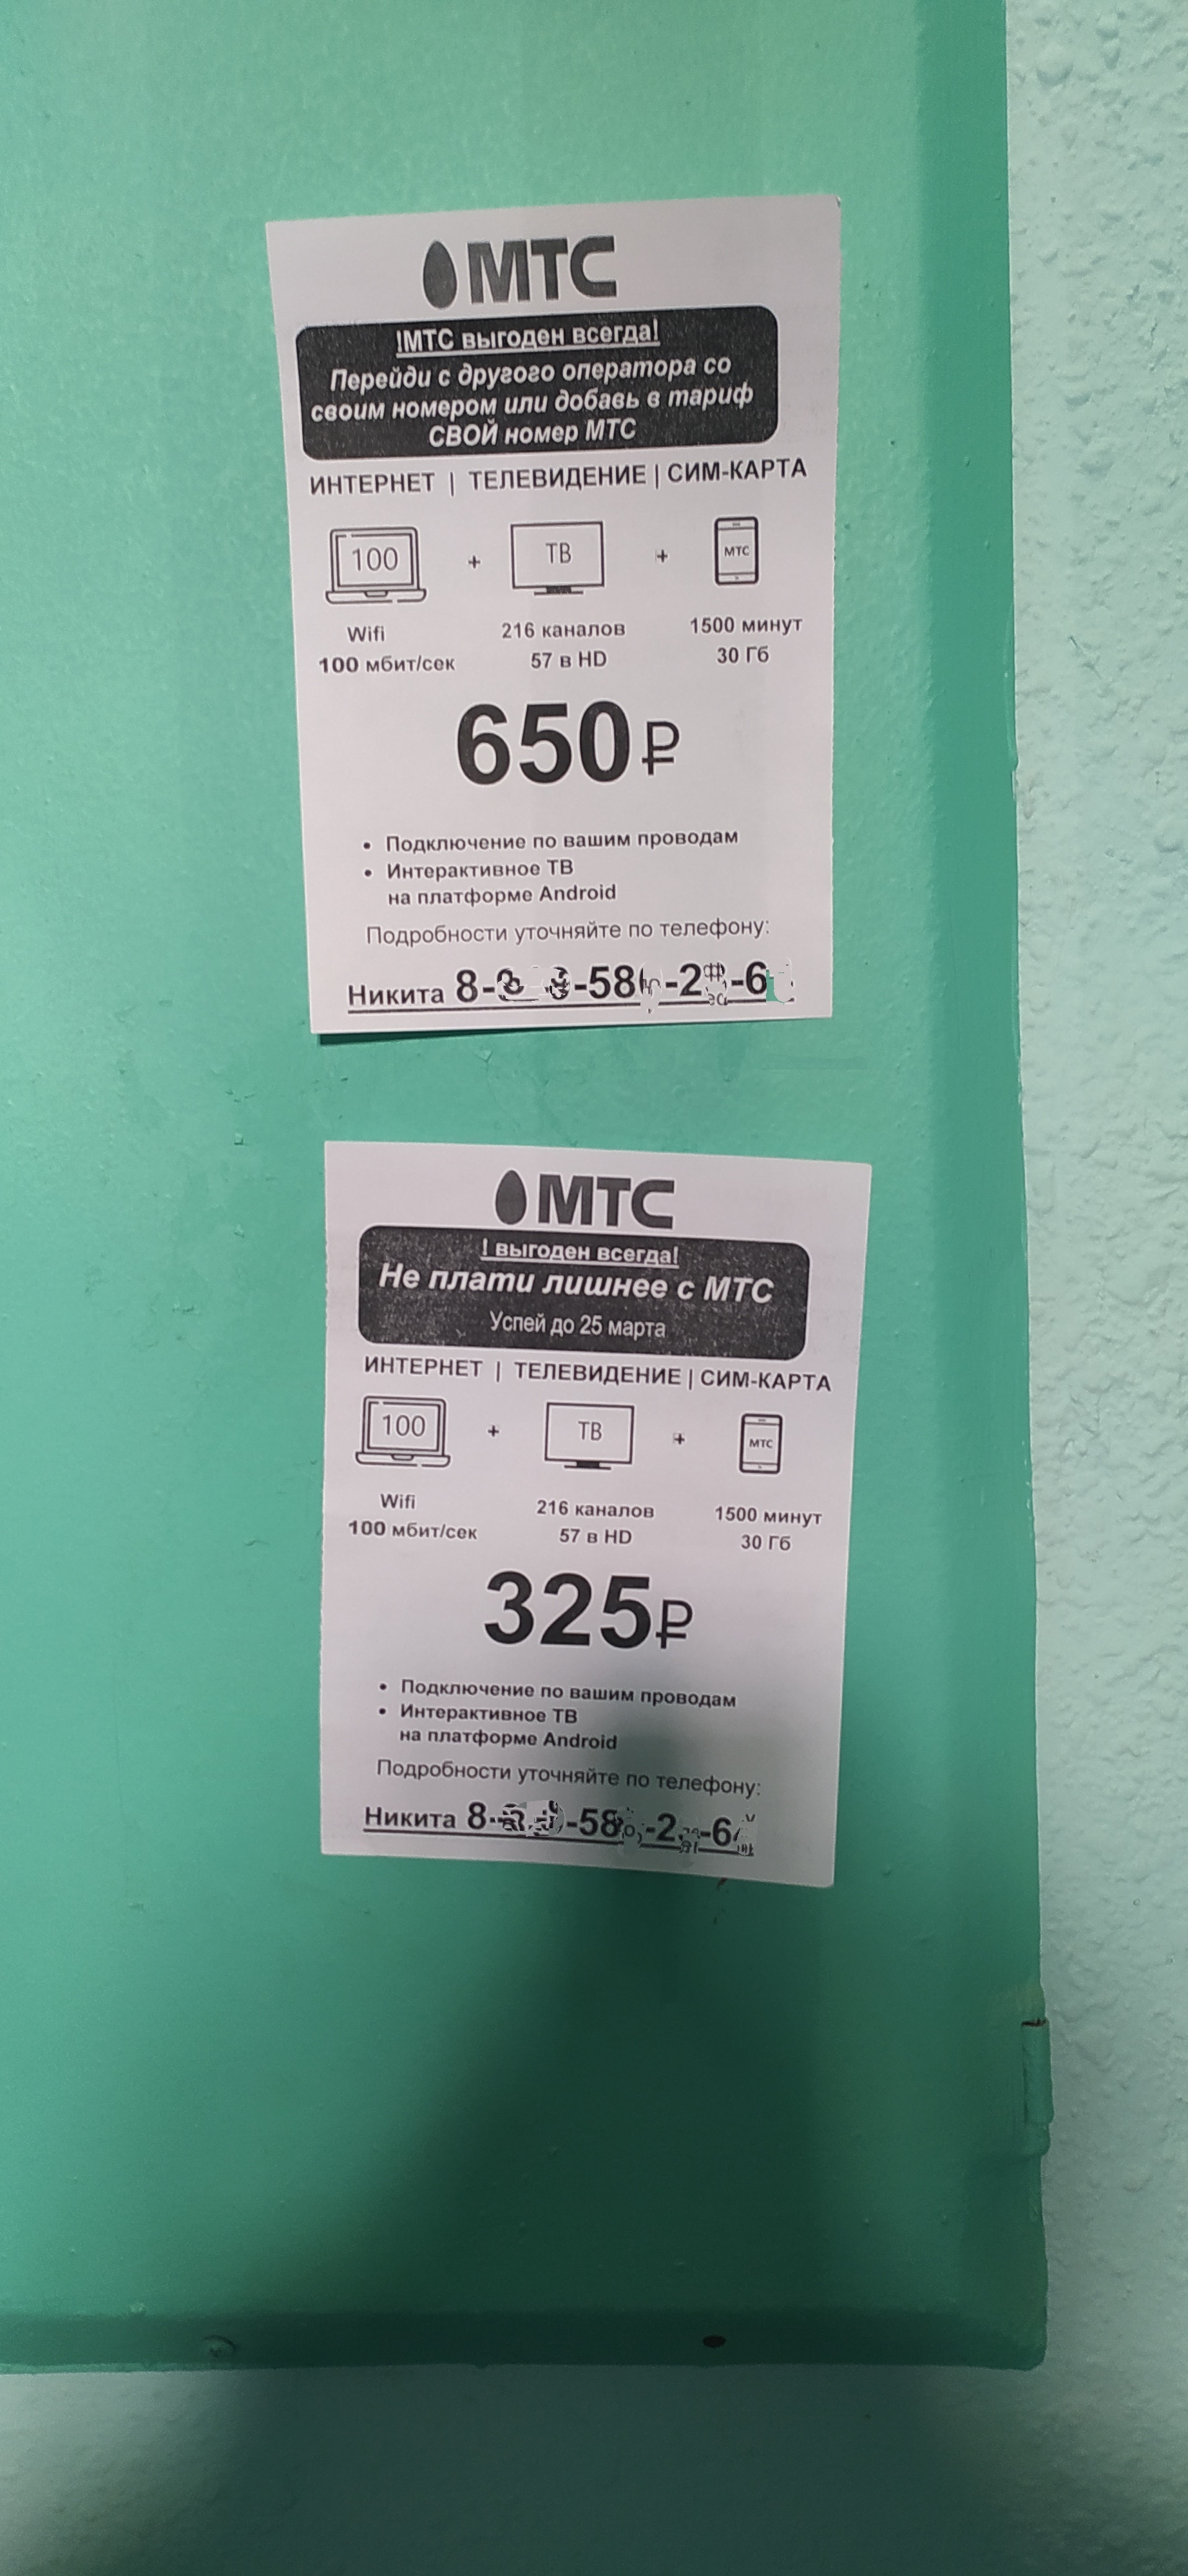 МТС
!МТС выгоден всегда!
Перейди с другого оператора со
своим номером или добавь в тариф
СВОЙ номер МТС
ИНТЕРНЕТ | ТЕЛЕВИДЕНИЕ | СИМ-КАРТА
100 + ТВ + МТС
Wifi 216 каналов 1500 минут
100 мбит/сек 57 в HD 30 Гб
650₽
• Подключение по вашим проводам
• Интерактивное ТВ
на платформе Android
Подробности уточняйте по телефону:
Никита
МТС
! выгоден всегда!
Не плати лишнее с МТС
Успей до 25 марта
ИНТЕРНЕТ | ТЕЛЕВИДЕНИЕ | СИМ-КАРТА
100 + ТВ + МТС
Wifi 216 каналов 1500 минут
100 мбит/сек 57 в HD 30 Гб
325₽
• Подключение по вашим проводам
• Интерактивное ТВ
на платформе Android
Подробности уточняйте по телефону:
Никита